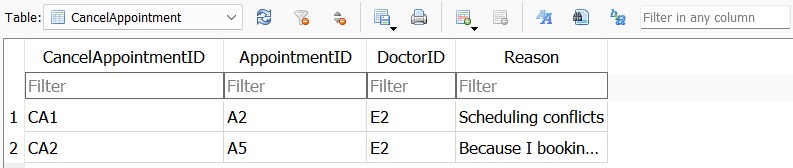 Table: CancelAppointment Filter in any column
CancelAppointmentID AppointmentID DoctorID Reason
Filter Filter Filter Filter
1 CA1 A2 E2 Scheduling conflicts
2 CA2 A5 E2 Because I bookin...